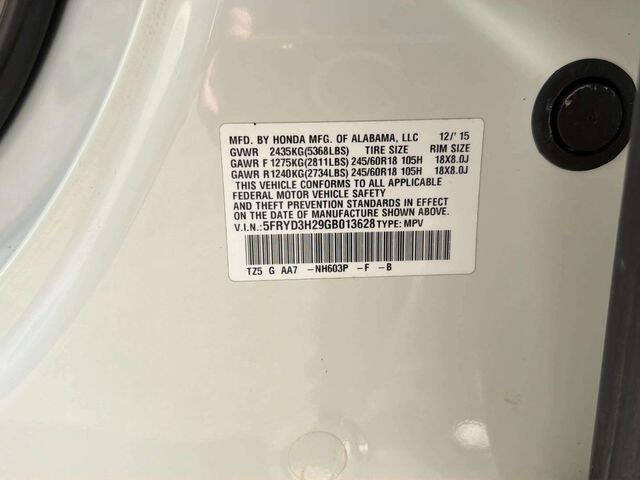 MFD. BY HONDA MFG. OF ALABAMA, LLC 12/'15
GVWR 2435KG(5368LBS) TIRE SIZE RIM SIZE
GAWR F1275KG(2811LBS) 245/60R18 105H 18X8.0J
GAWR R1240KG(2734LBS) 245/60R18 105H 18X8.0J
THIS VEHICLE CONFORMS TO ALL APPLICABLE
FEDERAL MOTOR VEHICLE SAFETY
AND THEFT PREVENTION STANDARDS IN EFFECT
ON THE DATE OF MANUFACTURE SHOWN ABOVE.
V.I.N.:5FRYD3H29GB013628 TYPE: MPV
TZ5 G AA7 -NH603P -F -B